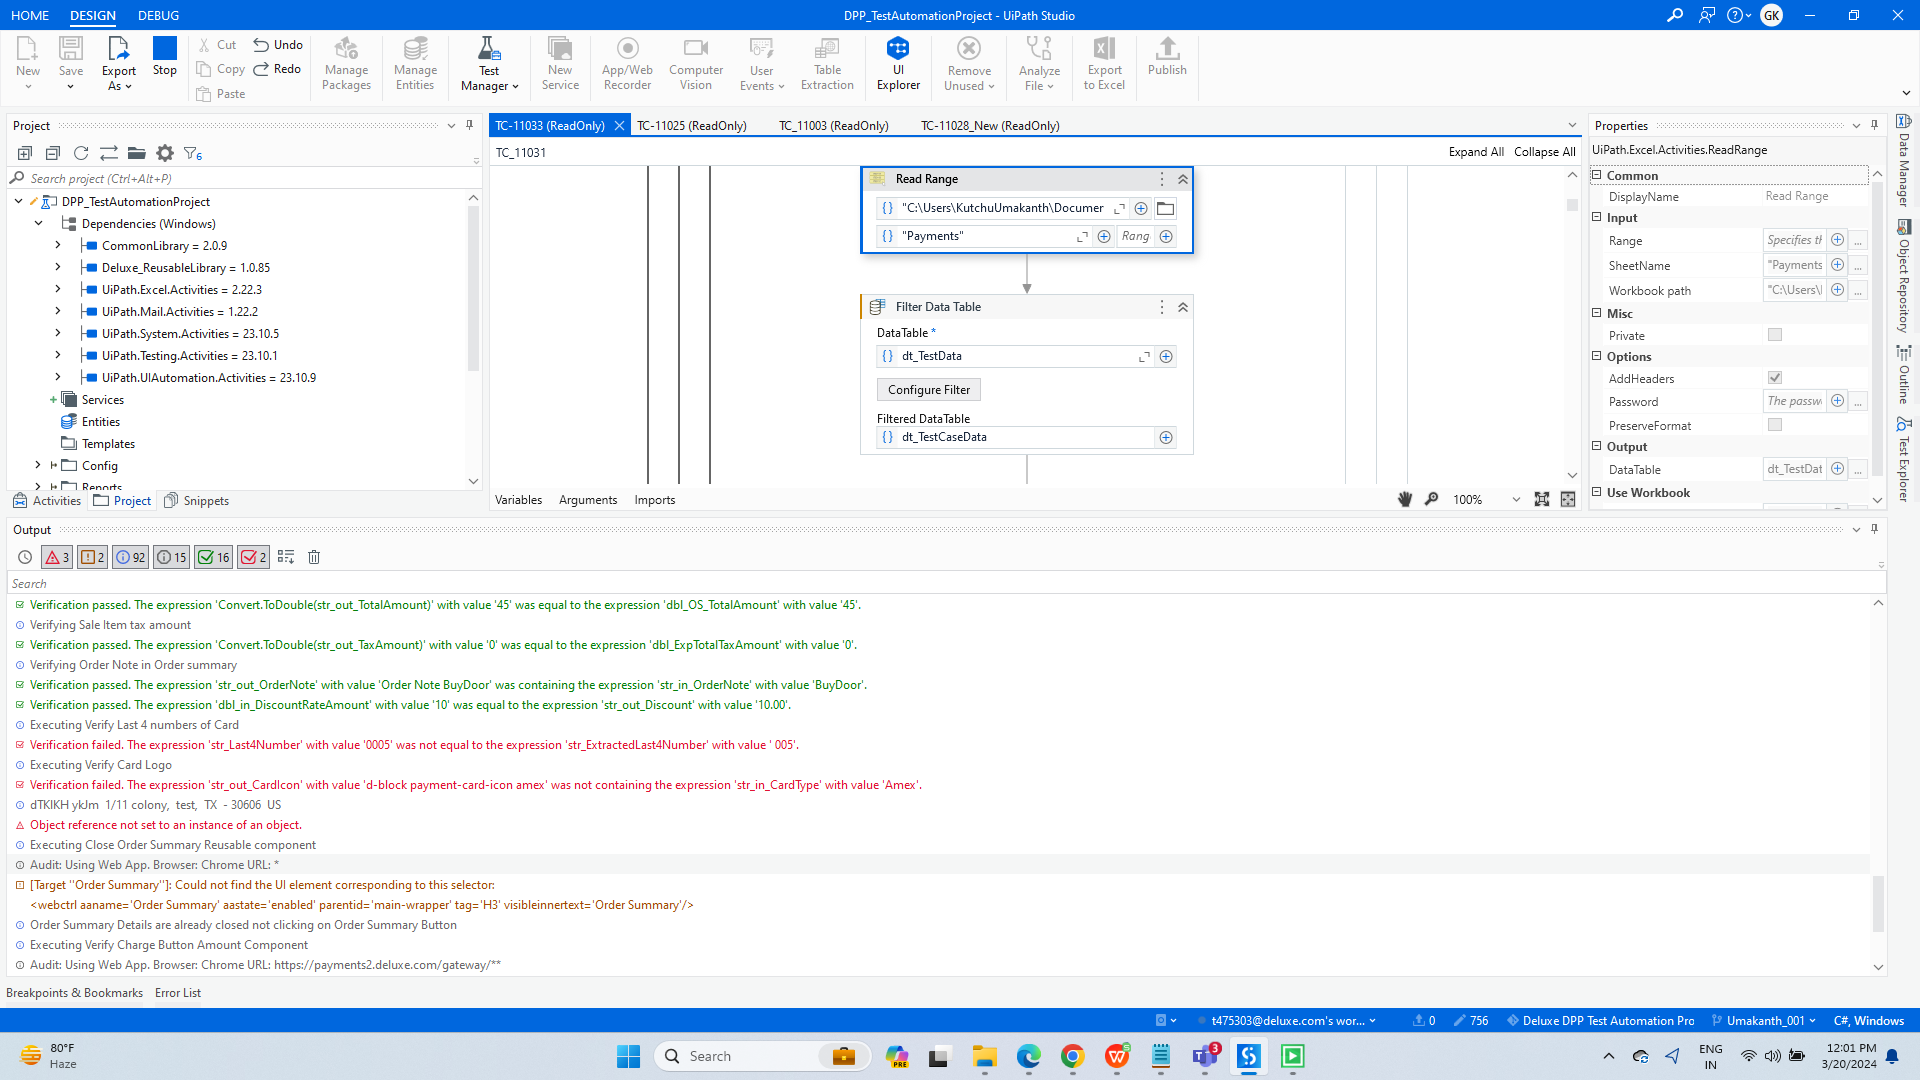 HOME DESIGN DEBUG
DPP_TestAutomationProject - UiPath Studio
GK
New
Save
Export As
Stop
Cut
Copy
Paste
Undo
Redo
Manage Packages
Manage Entities
Test Manager
New Service
App/Web Recorder
Computer Vision
User Events
Table Extraction
UI Explorer
Remove Unused
Analyze File
Export to Excel
Publish
Project
6
Search project (Ctrl+Alt+P)
DPP_TestAutomationProject
Dependencies (Windows)
CommonLibrary = 2.0.9
Deluxe_ReusableLibrary = 1.0.85
UiPath.Excel.Activities = 2.22.3
UiPath.Mail.Activities = 1.22.2
UiPath.System.Activities = 23.10.5
UiPath.Testing.Activities = 23.10.1
UiPath.UIAutomation.Activities = 23.10.9
Services
Entities
Templates
Config
Reports
Activities Project Snippets
TC-11033 (ReadOnly) TC-11025 (ReadOnly) TC_11003 (ReadOnly) TC-11028_New (ReadOnly)
TC_11031
Expand All Collapse All
Read Range
"C:\Users\KutchuUmakanth\Documer
"Payments" Rang
Filter Data Table
DataTable *
dt_TestData
Configure Filter
Filtered DataTable
dt_TestCaseData
Variables Arguments Imports
100%
Properties
UiPath.Excel.Activities.ReadRange
Common
DisplayName Read Range
Input
Range Specifies th
SheetName "Payments
Workbook path "C:\Users\I
Misc
Private
Options
AddHeaders
Password The passw
PreserveFormat
Output
DataTable dt_TestDat
Use Workbook
Data Manager
Object Repository
Outline
Test Explorer
Output
3 2 92 15 16 2
Search
Verification passed. The expression 'Convert.ToDouble(str_out_TotalAmount)' with value '45' was equal to the expression 'dbl_OS_TotalAmount' with value '45'.
Verifying Sale Item tax amount
Verification passed. The expression 'Convert.ToDouble(str_out_TaxAmount)' with value '0' was equal to the expression 'dbl_ExpTotalTaxAmount' with value '0'.
Verifying Order Note in Order summary
Verification passed. The expression 'str_out_OrderNote' with value 'Order Note BuyDoor' was containing the expression 'str_in_OrderNote' with value 'BuyDoor'.
Verification passed. The expression 'dbl_in_DiscountRateAmount' with value '10' was equal to the expression 'str_out_Discount' with value '10.00'.
Executing Verify Last 4 numbers of Card
Verification failed. The expression 'str_Last4Number' with value '0005' was not equal to the expression 'str_ExtractedLast4Number' with value ' 005'.
Executing Verify Card Logo
Verification failed. The expression 'str_out_CardIcon' with value 'd-block payment-card-icon amex' was not containing the expression 'str_in_CardType' with value 'Amex'.
dTKIKH ykJm 1/11 colony, test, TX - 30606 US
Object reference not set to an instance of an object.
Executing Close Order Summary Reusable component
Audit: Using Web App. Browser: Chrome URL: *
[Target "Order Summary"]: Could not find the UI element corresponding to this selector:
<webctrl aaname='Order Summary' aastate='enabled' parentid='main-wrapper' tag='H3' visibleinnertext='Order Summary'/>
Order Summary Details are already closed not clicking on Order Summary Button
Executing Verify Charge Button Amount Component
Audit: Using Web App. Browser: Chrome URL: https://payments2.deluxe.com/gateway/**
Breakpoints & Bookmarks Error List
t475303@deluxe.com's wor... 0 756 Deluxe DPP Test Automation Pro Umakanth_001 C#, Windows
80°F
Haze
Search
PRE
3
ENG
IN
12:01 PM
3/20/2024